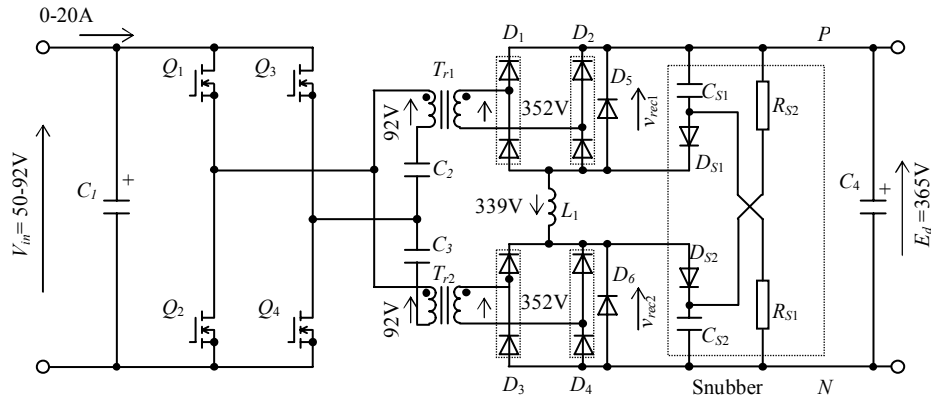 0-20A
D1 D2 P
Q1 Q3 Tr1 D5 CS1 RS2
92V 352V vrec1
DS1
C2
Vin= 50-92V
C1 + 339V L1 C4 + Ed= 365V
C3
DS2
Q2 Q4 Tr2 D6 RS1
92V 352V vrec2 CS2
D3 D4 Snubber N